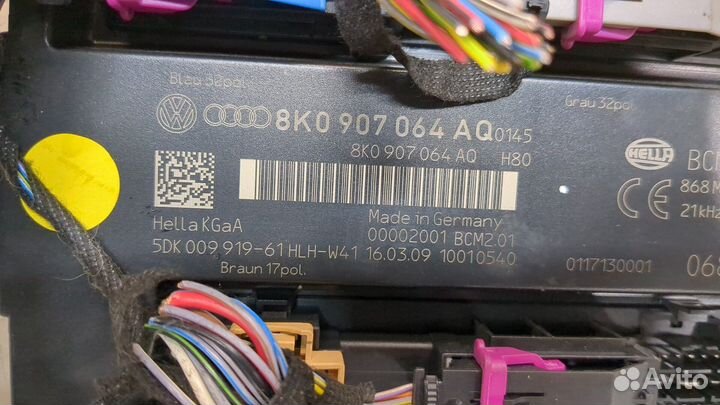 Blau 32pol.
Grau 32pol.
8K0 907 064 AQ 0145
8K0 907 064 AQ H80
HELLA
868
21kHz
Hella KGaA
Made in Germany
00002001 BCM2 2.01
5DK 009 919-61 HLH-W41 16.03.09 10010540
0117130001
Braun 17pol.
Avito